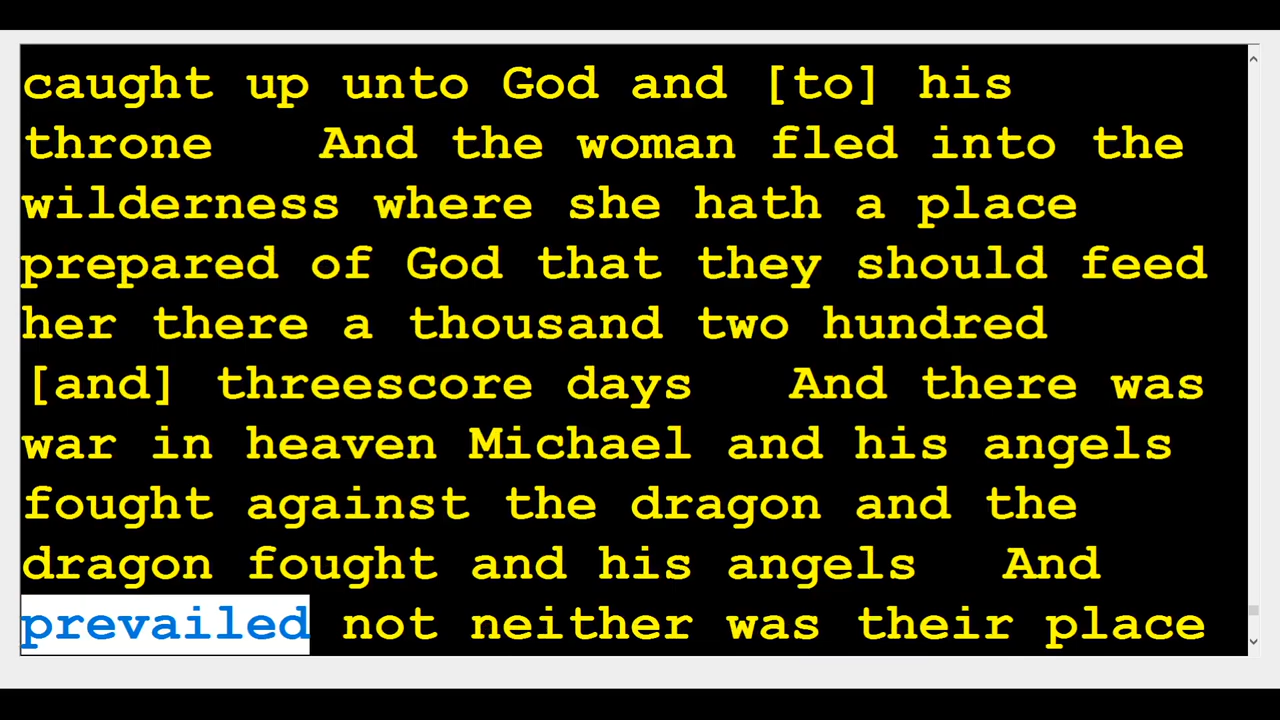 caught up unto God and [to] his
throne   And the woman fled into the
wilderness where she hath a place
prepared of God that they should feed
her there a thousand two hundred
[and] threescore days   And there was
war in heaven Michael and his angels
fought against the dragon and the
dragon fought and his angels   And
prevailed not neither was their place